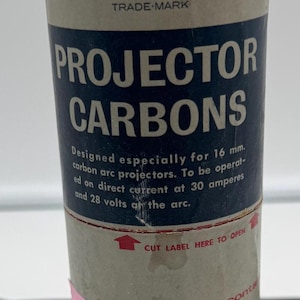 TRADE-MARK
PROJECTOR
CARBONS
Designed especially for 16 mm.
carbon arc projectors. To be operat-
ed on direct current at 30 amperes
and 28 volts at the arc.
CUT LABEL HERE TO OPEN